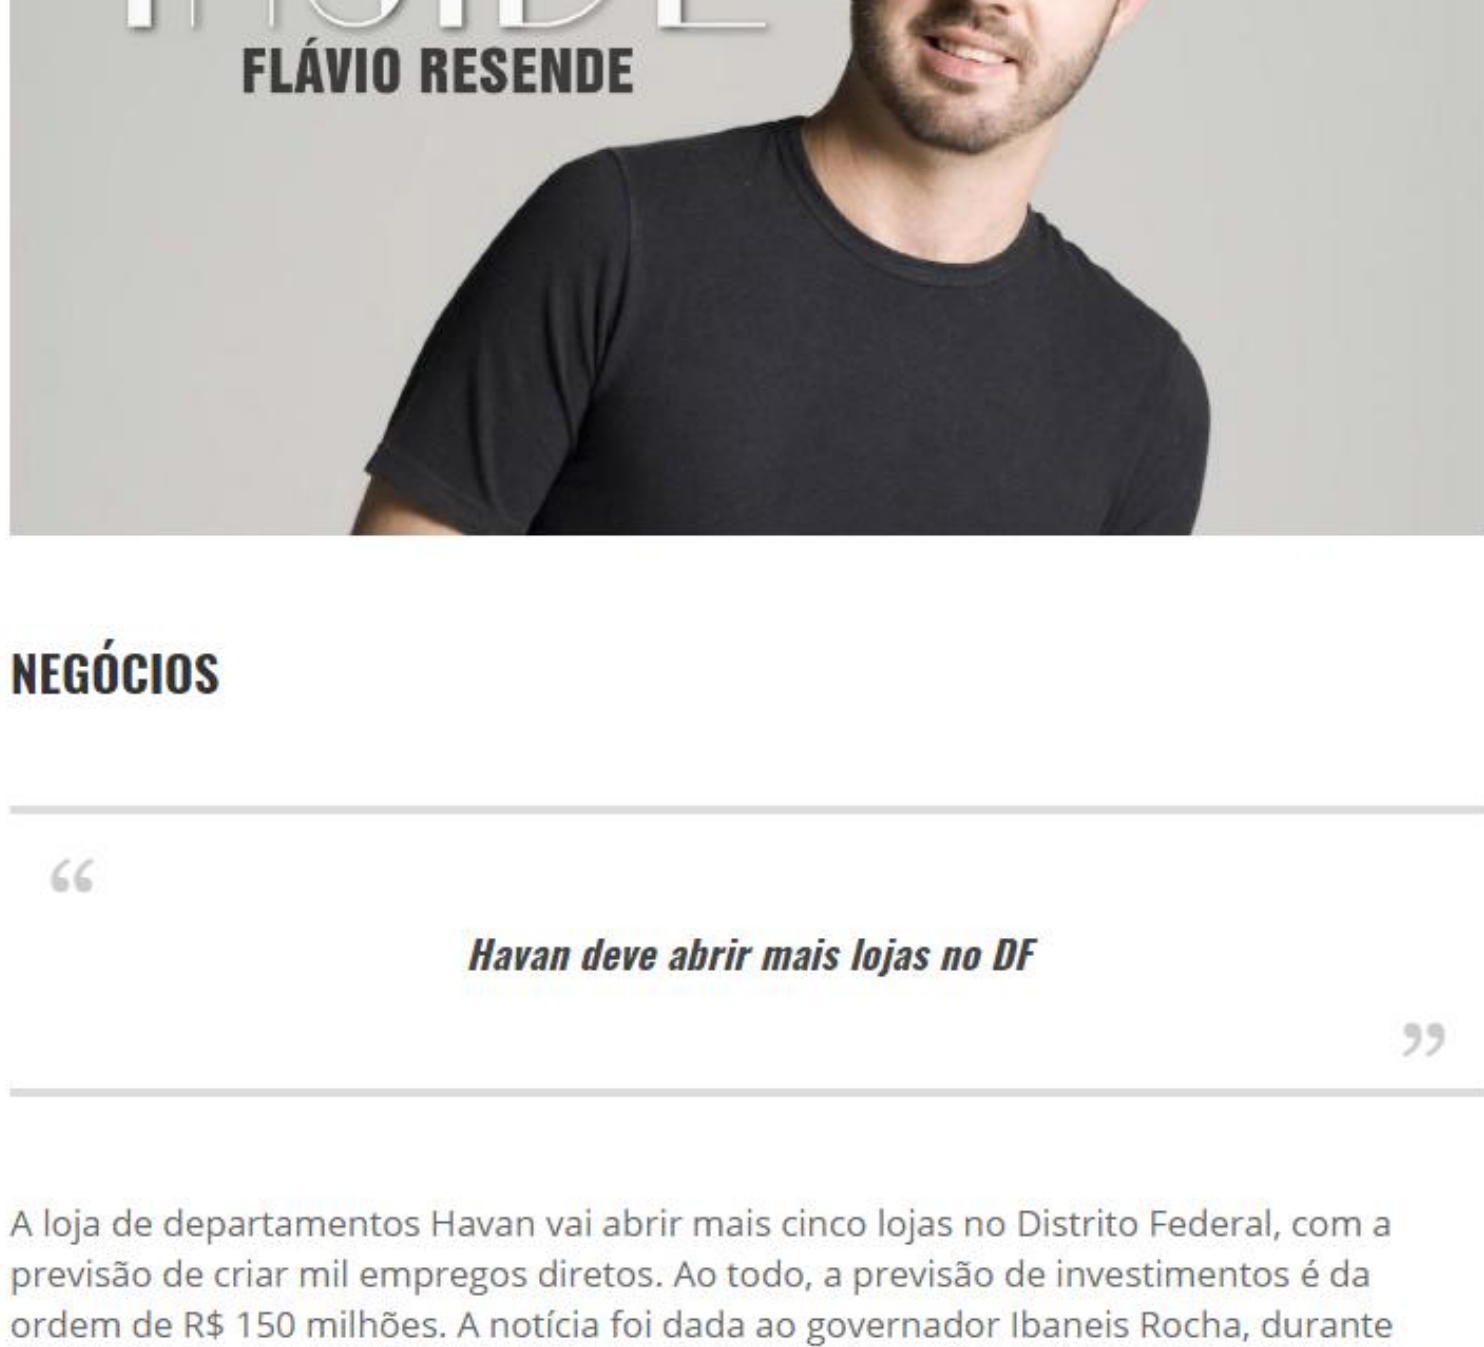 INSIDE
FLÁVIO RESENDE
NEGÓCIOS
“
Havan deve abrir mais lojas no DF
”
A loja de departamentos Havan vai abrir mais cinco lojas no Distrito Federal, com a
previsão de criar mil empregos diretos. Ao todo, a previsão de investimentos é da
ordem de R$ 150 milhões. A notícia foi dada ao governador Ibaneis Rocha, durante